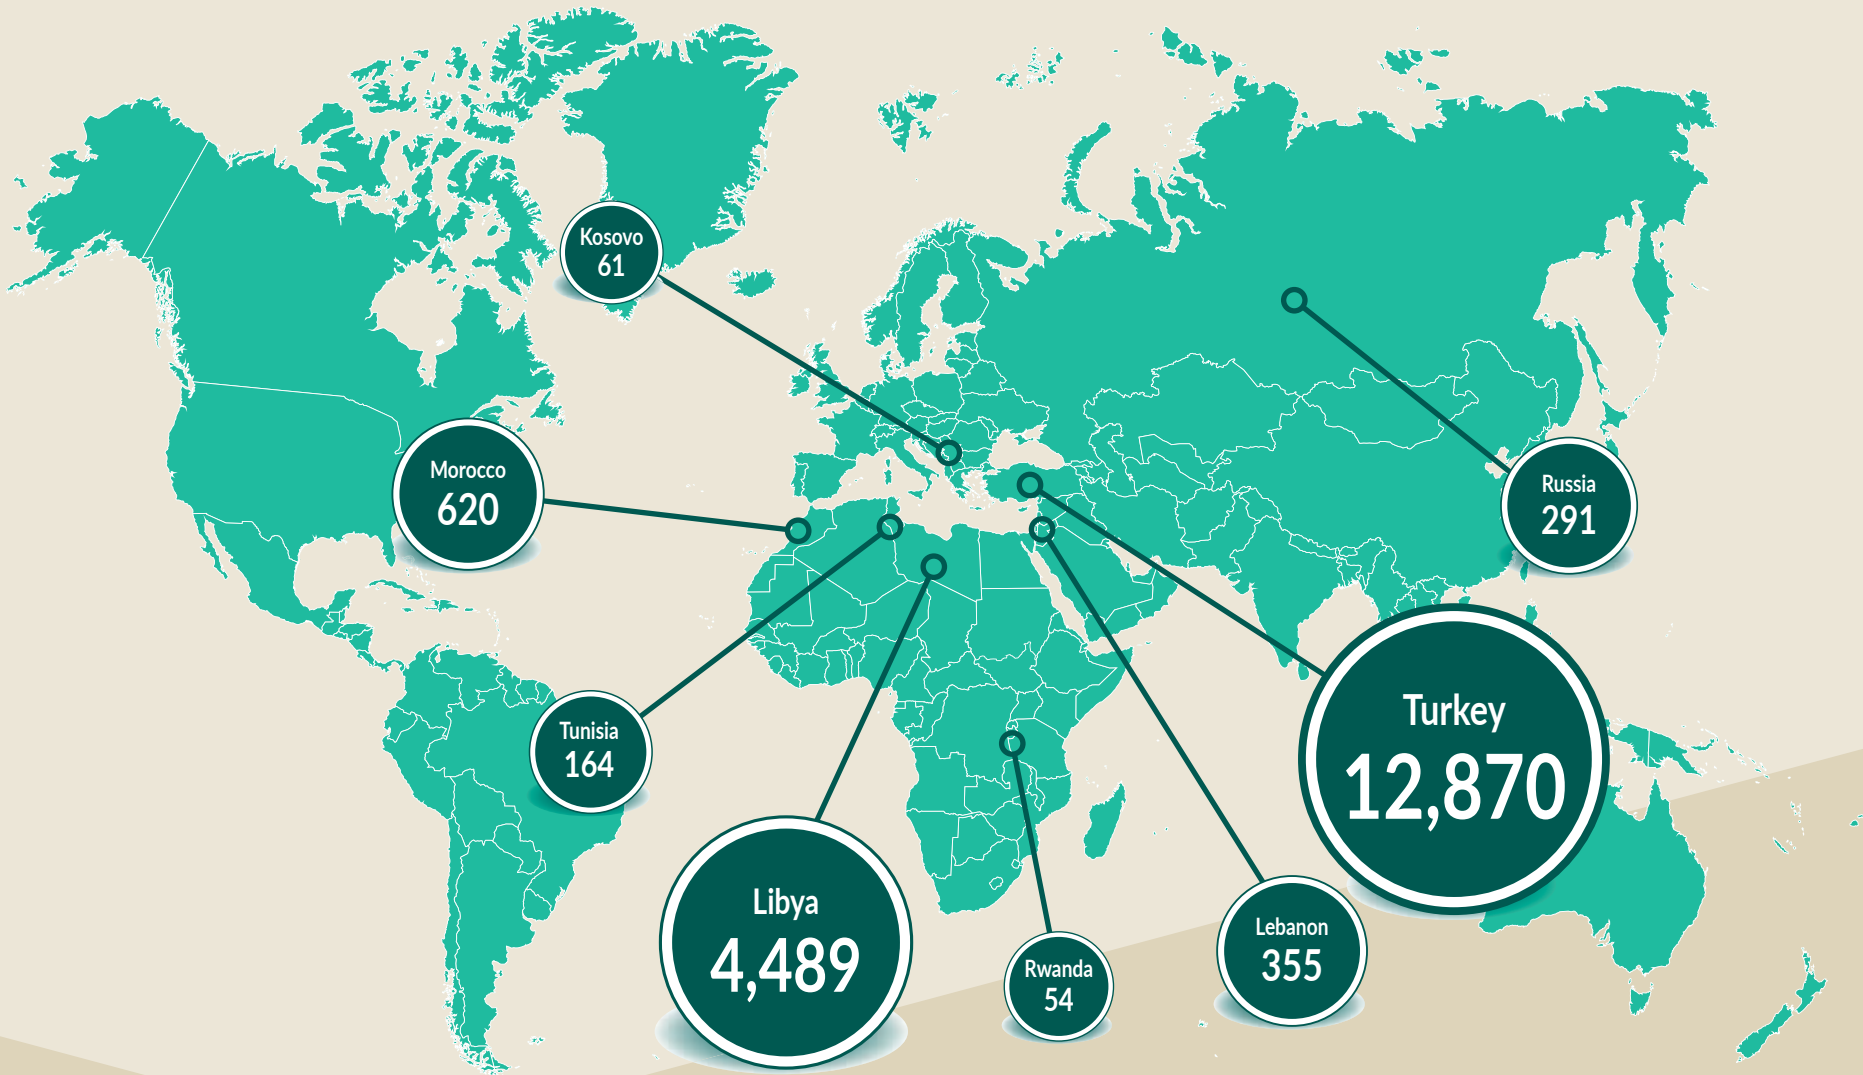 Kosovo
61
Morocco
620
Russia
291
Tunisia
164
Turkey
12,870
Libya
4,489
Lebanon
355
Rwanda
54